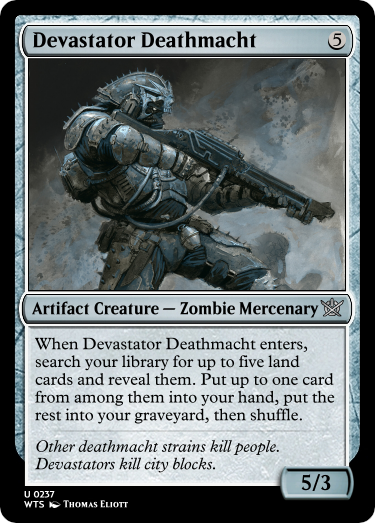 Devastator Deathmacht 5
Artifact Creature — Zombie Mercenary
When Devastator Deathmacht enters,
search your library for up to five land
cards and reveal them. Put up to one card
from among them into your hand, put the
rest into your graveyard, then shuffle.
Other deathmacht strains kill people.
Devastators kill city blocks.
5/3
U 0237
WTS Thomas Eliott